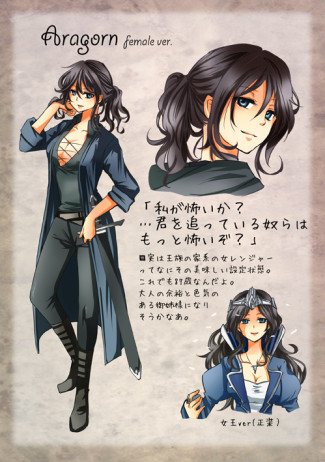 Aragorn female ver.
「私が怖いか?
…君を追っている奴らは
もっと怖いぞ?」
実は王族の家系の女レンジャー
ってなにその美味しい設定状態。
これでも87歳なんだよ。
大人の余裕と色気の
ある姉様になり
そうかなあ。
女王ver(正装)